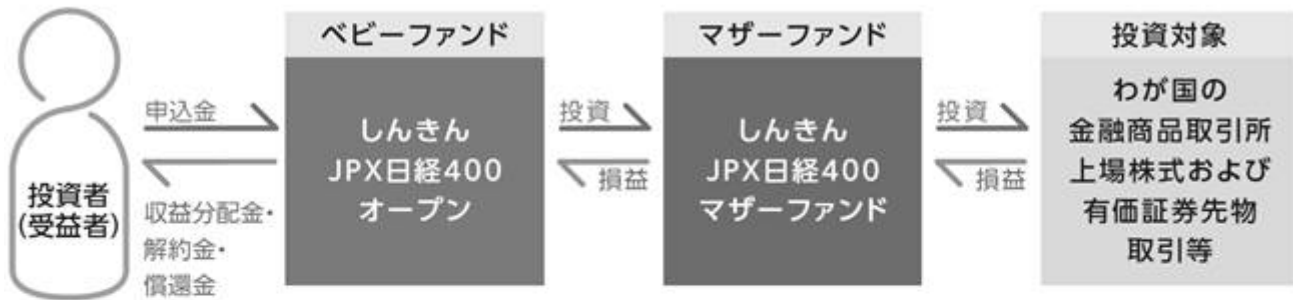 投資者
(受益者)
申込金
収益分配金・
解約金・
償還金
ベビーファンド
しんきん
JPX日経400
オープン
投資
損益
マザーファンド
しんきん
JPX日経400
マザーファンド
投資
損益
投資対象
わが国の
金融商品取引所
上場株式および
有価証券先物
取引等